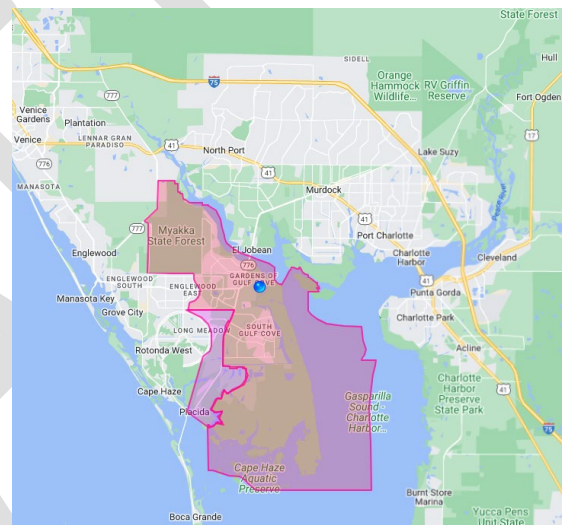 State Forest
SIDELL
Hull
75
Orange
Hammock
Wildlife...
RV Griffin
Reserve
777
Fort Ogden
Venice
Gardens
Plantation
17
Venice
LENNAR GRAN
PARADISO
41
North Port
Lake Suzy
776
41
Peace River
MANASOTA
Murdock
777
Myakka
State Forest
41
Port Charlotte
El Jobean
Englewood
776
Charlotte
Harbor
Cleveland
GARDENS OF
GULF COVE
ENGLEWOOD
SOUTH
ENGLEWOOD
EAST
41
Punta Gorda
Manasota Key
Grove City
Charlotte Park
LONG MEADOW
SOUTH
GULF COVE
Rotonda West
Acline
Cape Haze
Charlotte
Harbor
Preserve
State Park
41
Placida
Gasparilla
Sound -
Charlotte
Harbor...
75
Cape Haze
Aquatic
Preserve
Burnt Store
Marina
Boca Grande
Yucca Pens
Unit State